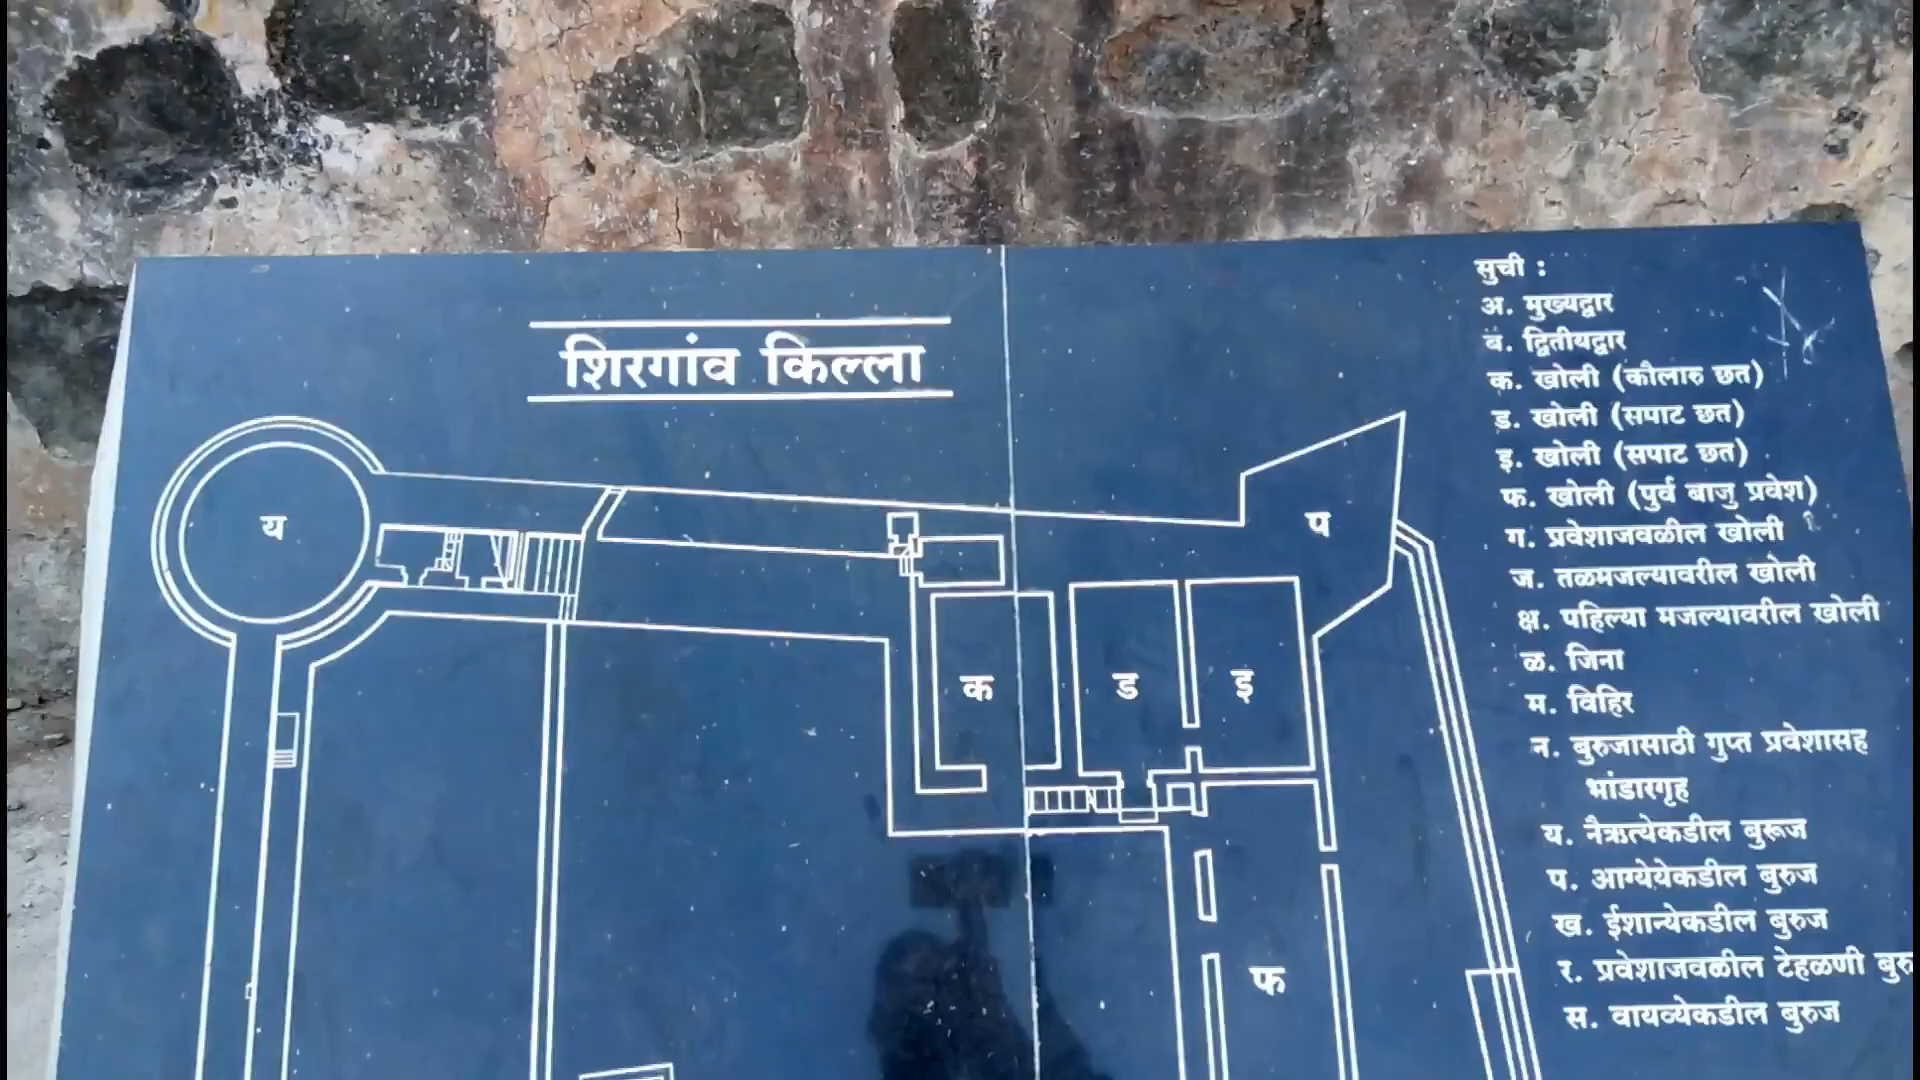 शिरगांव किल्ला
सुची :
अ. मुख्यद्वार
ब. द्वितीयद्वार
क. खोली (कौलारु छत)
ड. खोली (सपाट छत)
इ. खोली (सपाट छत)
फ. खोली (पुर्व बाजु प्रवेश)
ग. प्रवेशाजवळील खोली
ज. तळमजल्यावरील खोली
क्ष. पहिल्या मजल्यावरील खोली
ळ. जिना
म. विहिर
न. बुरुजासाठी गुप्त प्रवेशासह
भांडारगृह
य. नैऋत्येकडील बुरूज
प. आग्येयेकडील बुरुज
ख. ईशान्येकडील बुरुज
र. प्रवेशाजवळील टेहळणी बुरु
स. वायव्येकडील बुरुज
य
प
क
ड
इ
फ